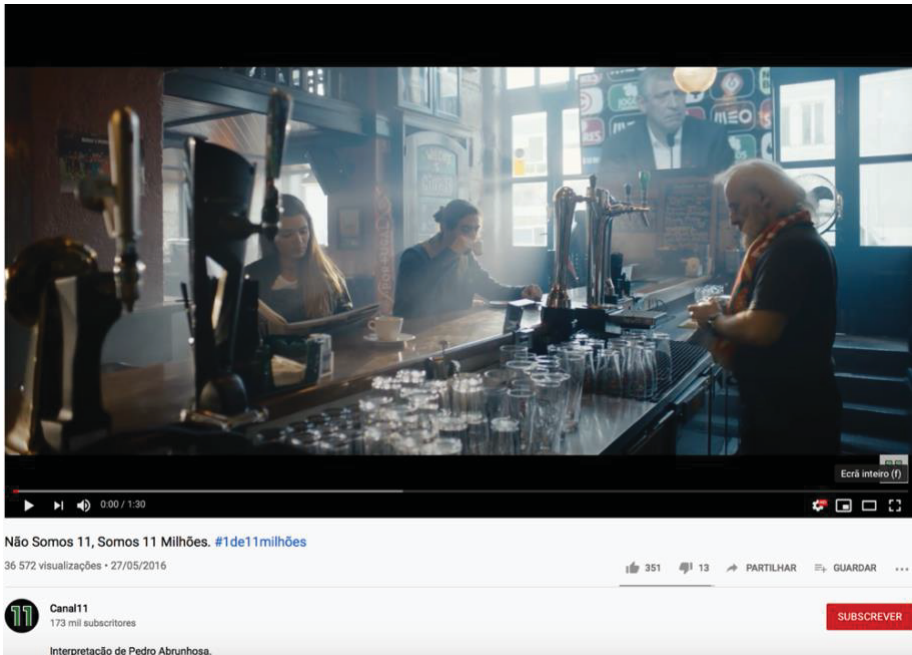 MEO
Ecrã inteiro (f)
0:00 / 1:30
Não Somos 11, Somos 11 Milhões. #1de11milhões
36 572 visualizações • 27/05/2016
351 13 PARTILHAR GUARDAR
11
Canal11
173 mil subscritores
SUBSCREVER
Interpretação de Pedro Abrunhosa.